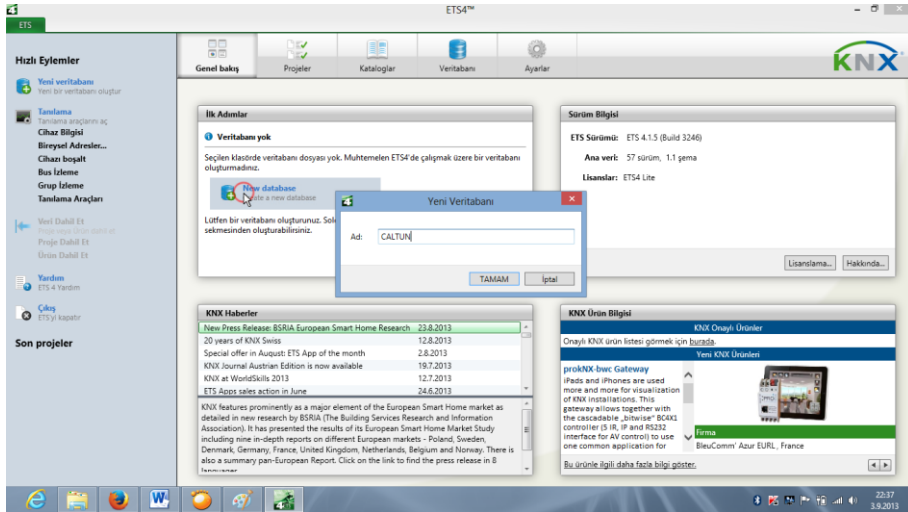 ETS4™
ETS
Hızlı Eylemler
Yeni veritabanı
Yeni bir veritabanı oluştur
Tanılama
Tanılama araçlarını aç
Cihaz Bilgisi
Bireysel Adresler...
Cihazı boşalt
Bus İzleme
Grup İzleme
Tanılama Araçları
Veri Dahil Et
Proje veya Ürün dahil et
Proje Dahil Et
Ürün Dahil Et
Yardım
ETS 4 Yardım
Çıkış
ETS'yi kapatır
Son projeler
Genel bakış
Projeler
Kataloglar
Veritabanı
Ayarlar
KNX
İlk Adımlar
Veritabanı yok
Seçilen klasörde veritabanı dosyası yok. Muhtemelen ETS4'de çalışmak üzere bir veritabanı
oluşturmadınız.
New database
Create a new database
Lütfen bir veritabanı oluşturunuz.
sekmesinden oluşturabilirsiniz.
Yeni Veritabanı
Ad:
CALTUN
TAMAM
İptal
Sürüm Bilgisi
ETS Sürümü: ETS 4.1.5 (Build 3246)
Ana veri: 57 sürüm, 1.1 şema
Lisanslar: ETS4 Lite
Lisanslama...
Hakkında...
KNX Haberler
New Press Release: BSRIA European Smart Home Research 23.8.2013
20 years of KNX Swiss 12.8.2013
Special offer in August: ETS App of the month 2.8.2013
KNX Journal Austrian Edition is now available 19.7.2013
KNX at WorldSkills 2013 12.7.2013
ETS Apps sales action in June 24.6.2013
KNX features prominently as a major element of the European Smart Home market as
detailed in new research by BSRIA (The Building Services Research and Information
Association). It has presented the results of its European Smart Home Market Study
including nine in-depth reports on different European markets - Poland, Sweden,
Denmark, Germany, France, United Kingdom, Netherlands, Belgium and Norway. There is
also a summary pan-European Report. Click on the link to find the press release in 8
KNX Ürün Bilgisi
KNX Onaylı Ürünler
Onaylı KNX ürün listesi görmek için burada.
Yeni KNX Ürünleri
prokNX-bwc Gateway
iPads and iPhones are used
more and more for visualization
of KNX installations. This
gateway allows together with
the cascadable „bitwise" BC4X1
controller (5 IR, IP and RS232
interface for AV control) to use
one common application for
Firma
BleuComm' Azur EURL, France
Bu ürünle ilgili daha fazla bilgi göster.
22:37
3.9.2013